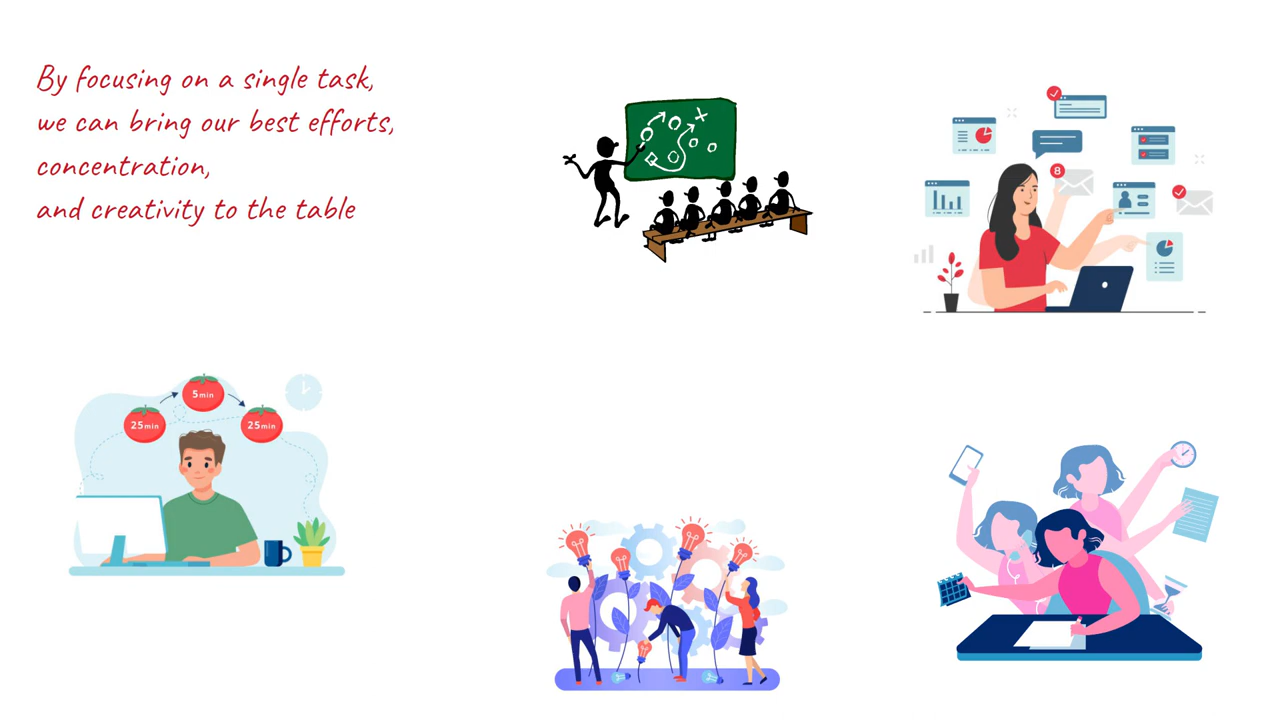 By focusing on a single task,
we can bring our best efforts,
concentration,
and creativity to the table
8
5min
25min
25min